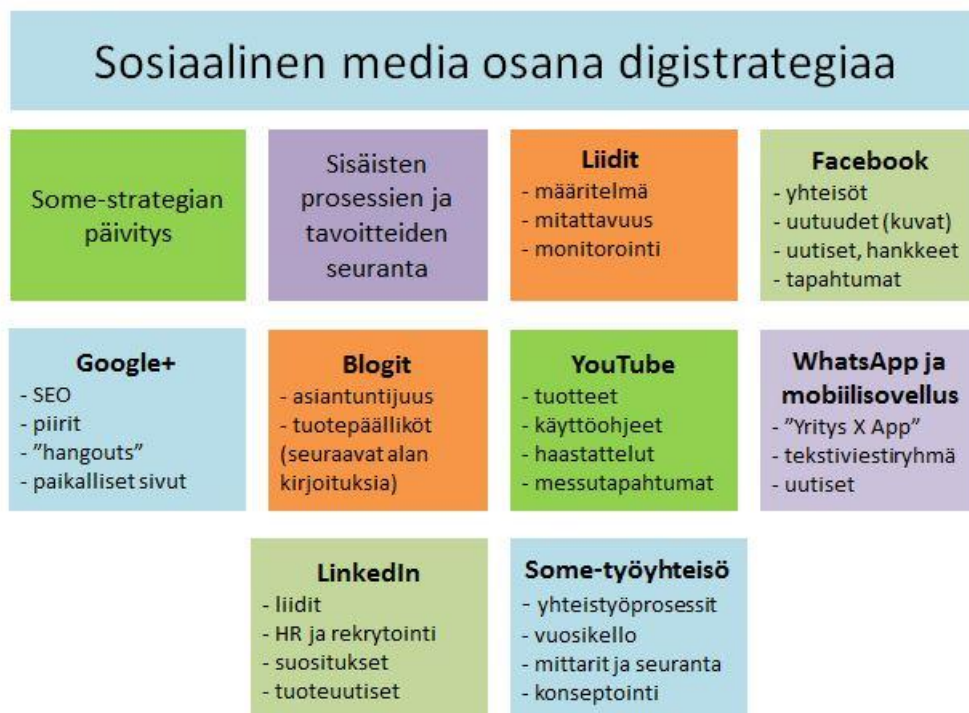 Sosiaalinen media osana digistrategiaa
Some-strategian
päivitys
Sisäisten
prosessien ja
tavoitteiden
seuranta
Liidit
- määritelmä
- mitattavuus
- monitorointi
Facebook
- yhteisöt
- uutuudet (kuvat)
- uutiset, hankkeet
- tapahtumat
Google+
- SEO
- piirit
- ”hangouts”
- paikalliset sivut
Blogit
- asiantuntijuus
- tuotepäälliköt
(seuraavat alan
kirjoituksia)
YouTube
- tuotteet
- käyttöohjeet
- haastattelut
- messutapahtumat
WhatsApp ja
mobiilisovellus
- ”Yritys X App”
- tekstiviestiryhmä
- uutiset
LinkedIn
- liidit
- HR ja rekrytointi
- suositukset
- tuoteuutiset
Some-työyhteisö
- yhteistyöprosessit
- vuosikello
- mittarit ja seuranta
- konseptointi